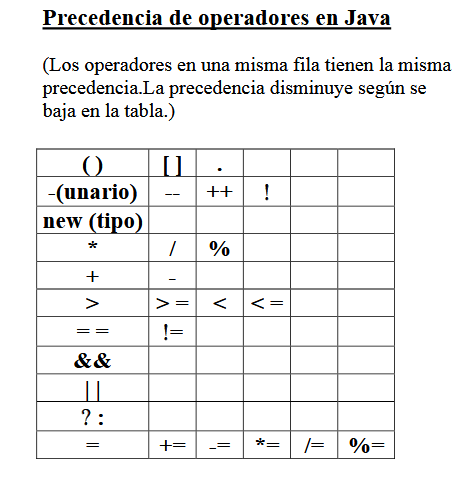 Precedencia de operadores en Java
(Los operadores en una misma fila tienen la misma
precedencia.La precedencia disminuye según se
baja en la tabla.)
( ) [ ] .
-(unario) -- ++ !
new (tipo)
* / %
+ -
> > = < < =
= = !=
&&
| |
? :
= += -= *= /= %=